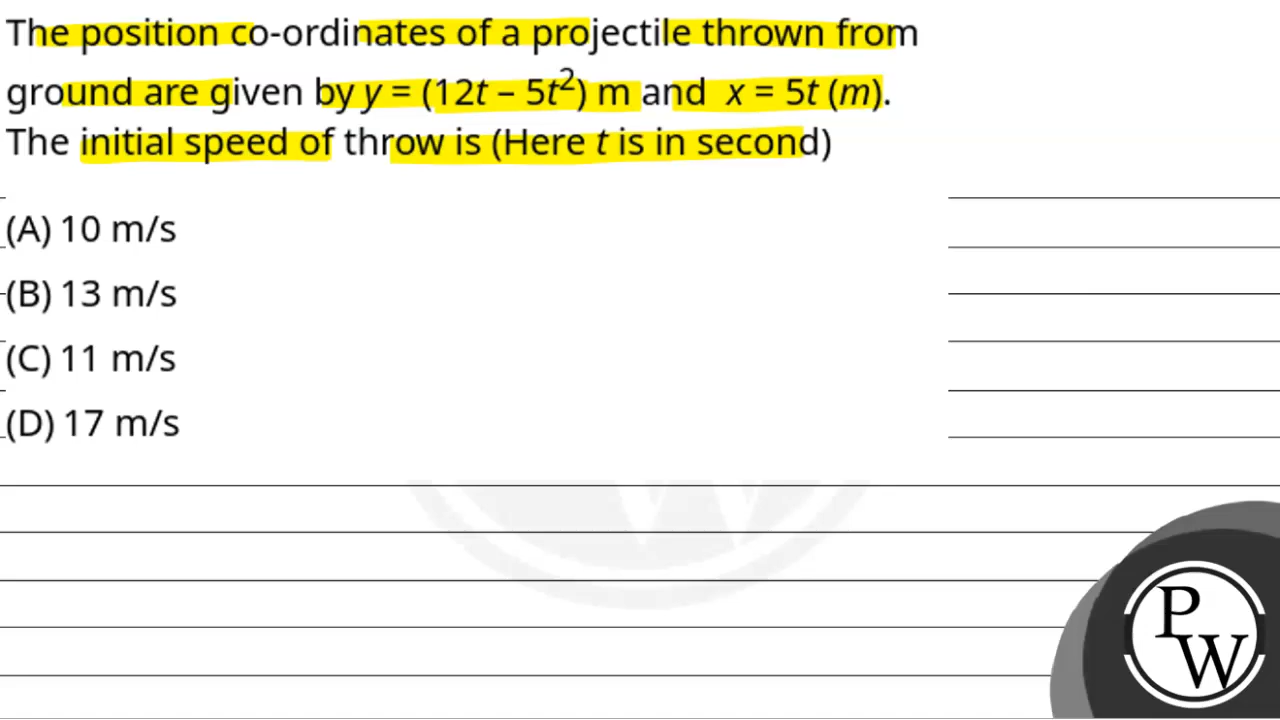 The position co-ordinates of a projectile thrown from
ground are given by y = (12t – 5t²) m and x = 5t (m).
The initial speed of throw is (Here t is in second)
(A) 10 m/s
(B) 13 m/s
(C) 11 m/s
(D) 17 m/s
PW